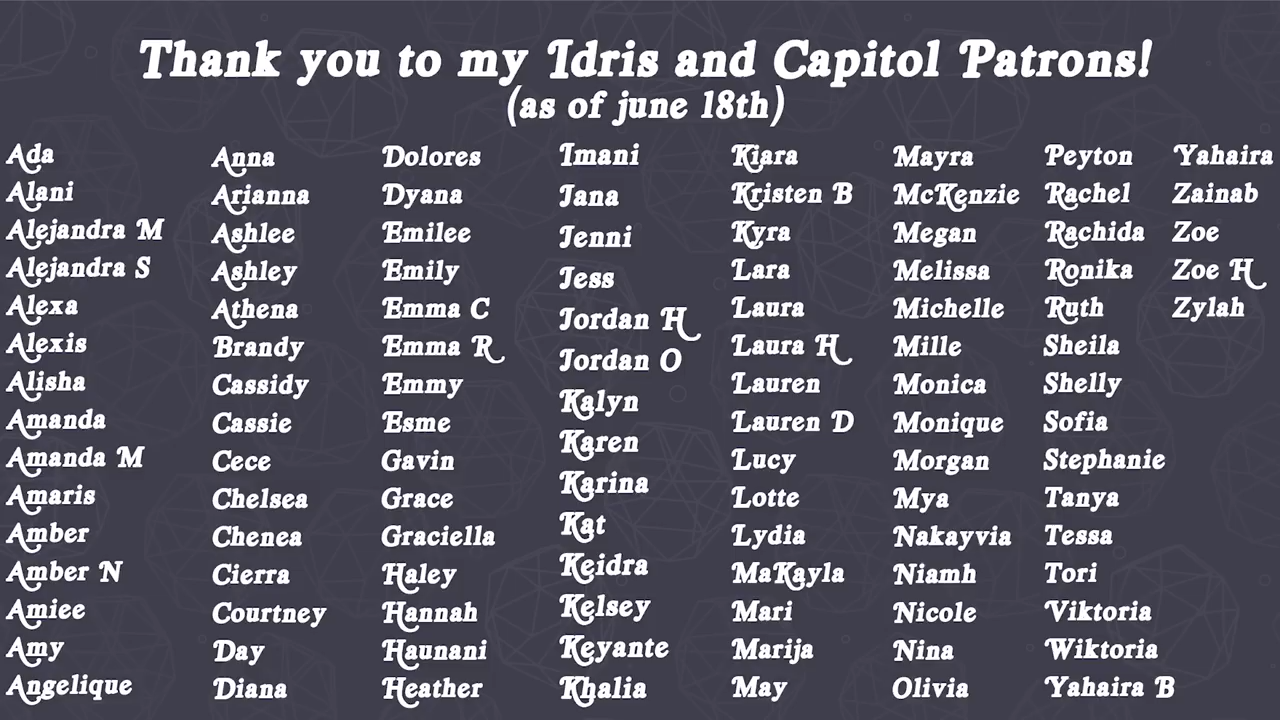 Thank you to my Idris and Capitol Patrons!
(as of june 18th)
Ada
Alani
Alejandra M
Alejandra S
Alexa
Alexis
Alisha
Amanda
Amanda M
Amaris
Amber
Amber N
Amiee
Amy
Angelique
Anna
Arianna
Ashlee
Ashley
Athena
Brandy
Cassidy
Cassie
Cece
Chelsea
Chenea
Cierra
Courtney
Day
Diana
Dolores
Dyana
Emilee
Emily
Emma C
Emma R
Emmy
Esme
Gavin
Grace
Graciella
Haley
Hannah
Haunani
Heather
Imani
Jana
Jenni
Jess
Jordan H
Jordan O
Kalyn
Karen
Karina
Kat
Keidra
Kelsey
Keyante
Khalia
Kiara
Kristen B
Kyra
Lara
Laura
Laura H
Lauren
Lauren D
Lucy
Lotte
Lydia
MaKayla
Mari
Marija
May
Mayra
McKenzie
Megan
Melissa
Michelle
Mille
Monica
Monique
Morgan
Mya
Nakayvia
Niamh
Nicole
Nina
Olivia
Peyton
Rachel
Rachida
Ronika
Ruth
Sheila
Shelly
Sofia
Stephanie
Tanya
Tessa
Tori
Viktoria
Wiktoria
Yahaira B
Yahaira
Zainab
Zoe
Zoe H
Zylah